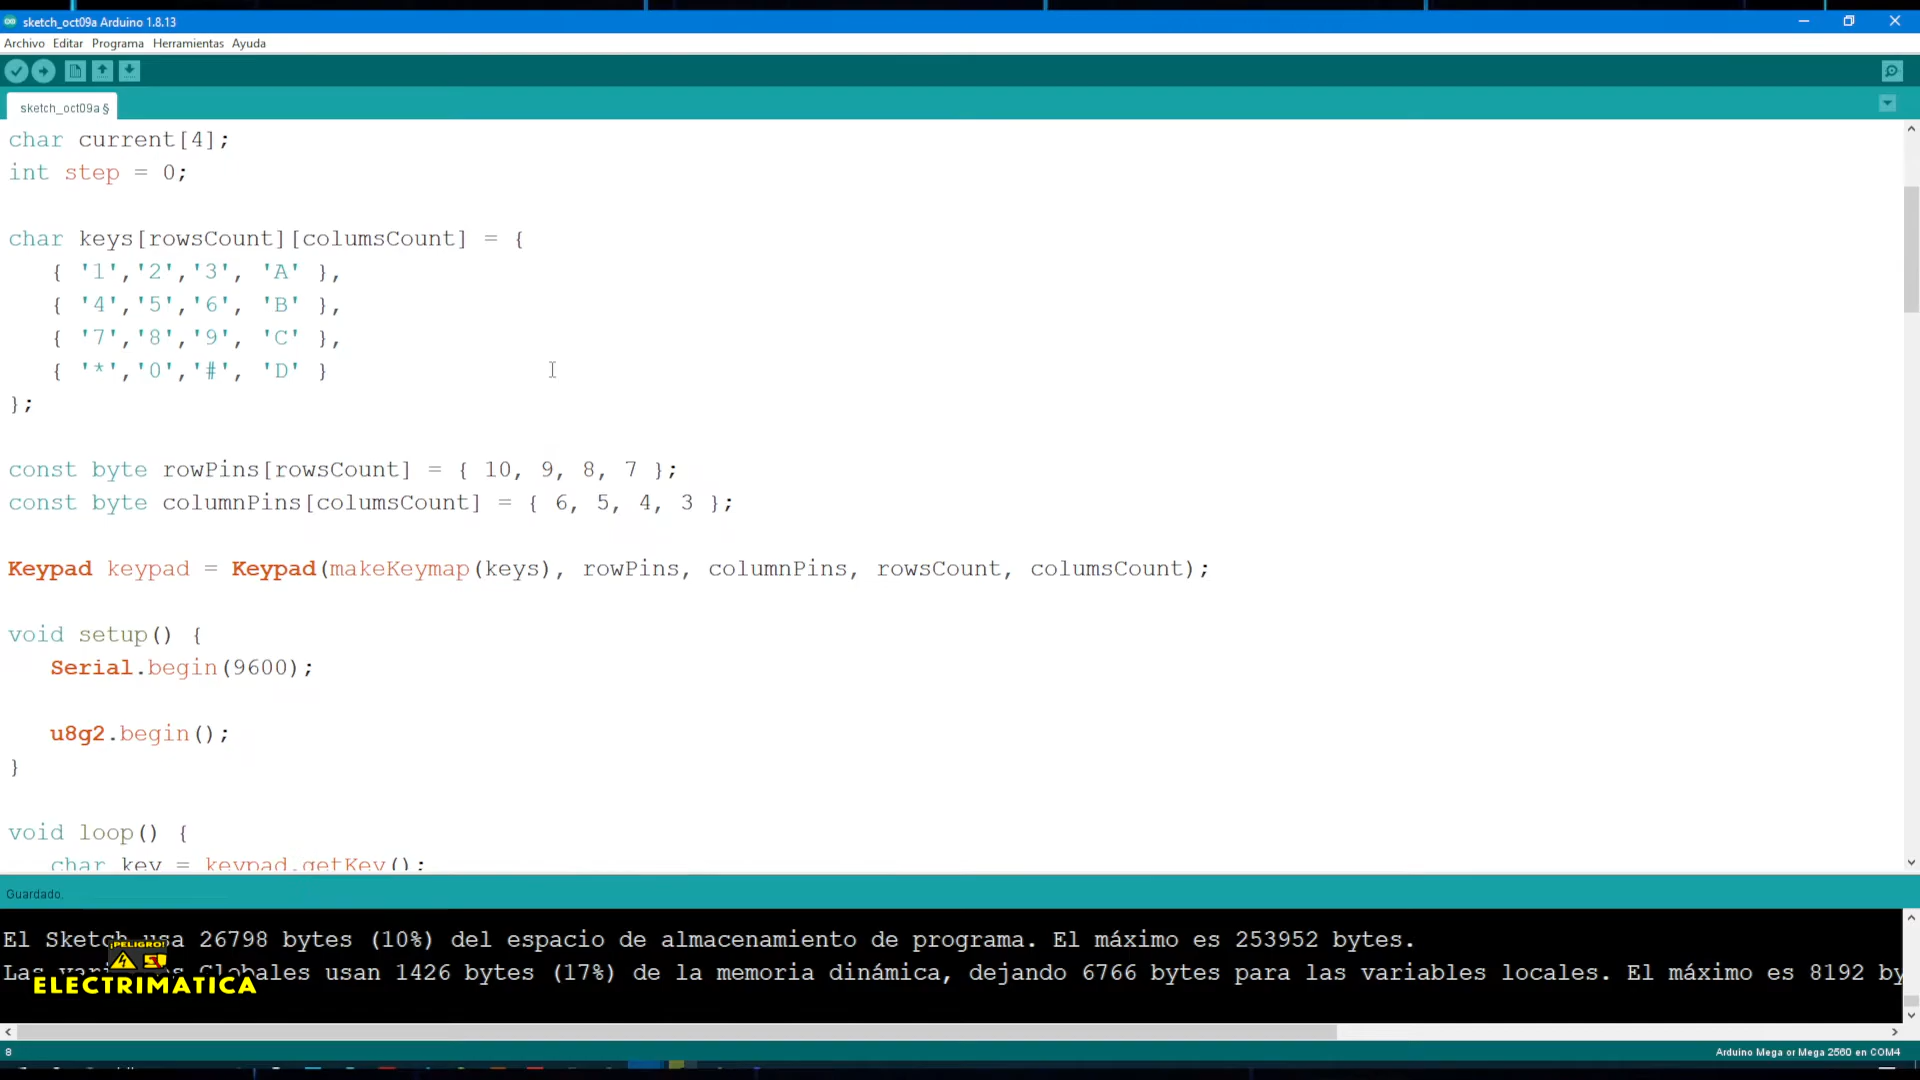 sketch_oct09a Arduino 1.8.13
Archivo Editar Programa Herramientas Ayuda
sketch_oct09a §
char current[4];
int step = 0;
char keys[rowsCount][columsCount] = {
{ '1','2','3', 'A' },
{ '4','5','6', 'B' },
{ '7','8','9', 'C' },
{ '*','0','#', 'D' }
};
const byte rowPins[rowsCount] = { 10, 9, 8, 7 };
const byte columnPins[columsCount] = { 6, 5, 4, 3 };
Keypad keypad = Keypad(makeKeymap(keys), rowPins, columnPins, rowsCount, columsCount);
void setup() {
Serial.begin(9600);
u8g2.begin();
}
void loop() {
char key = keypad.getKey();
Guardado.
El Sketch usa 26798 bytes (10%) del espacio de almacenamiento de programa. El máximo es 253952 bytes.
Las variables Globales usan 1426 bytes (17%) de la memoria dinámica, dejando 6766 bytes para las variables locales. El máximo es 8192 by
¡PELIGRO!
ELECTRIMATICA
8
Arduino Mega or Mega 2560 en COM4